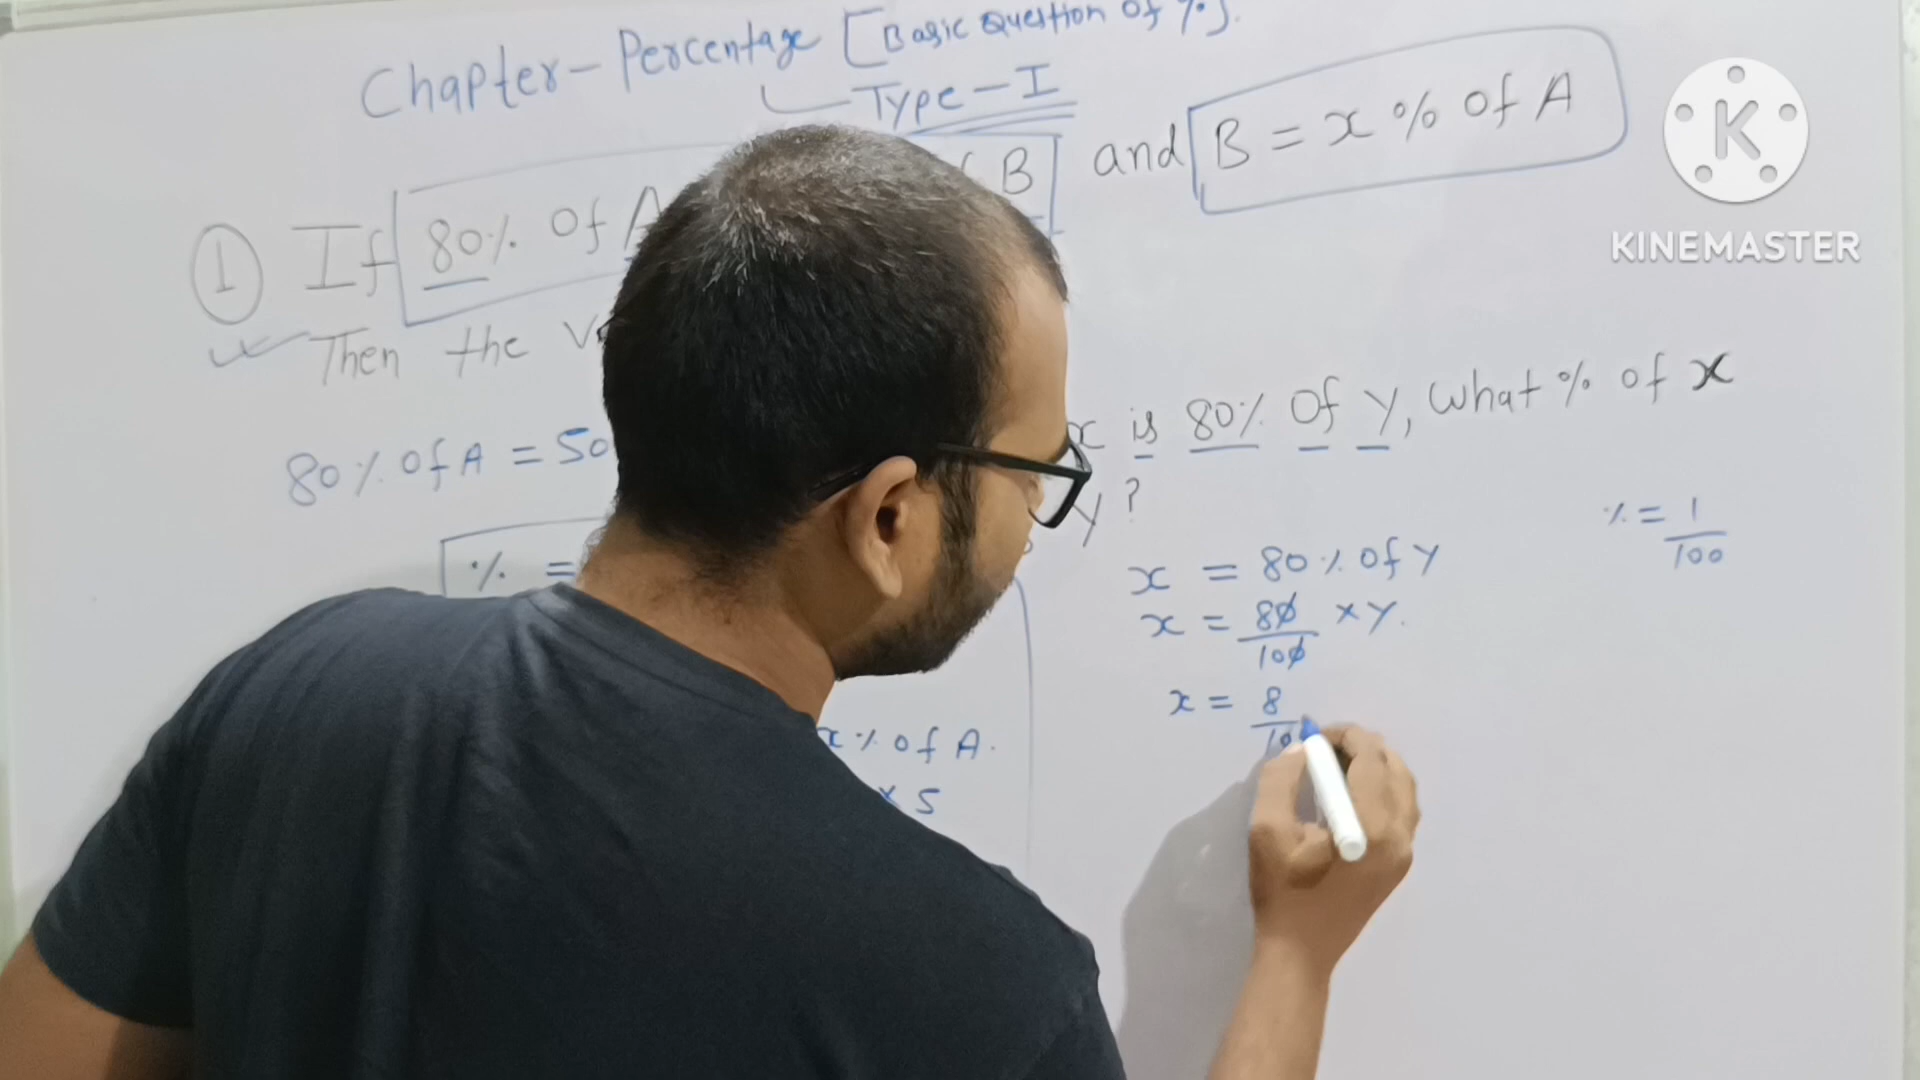 Chapter - Percentage [Basic Question of %].
Type - I
① If 80% of A B and B = x % of A
Then the
80% of A = 50
% =
x % of A.
x 5
x is 80% of y, what % of x
y?
% = 1/100
x = 80% of y
x = 80/100 × y.
x = 8/10
K
KINEMASTER